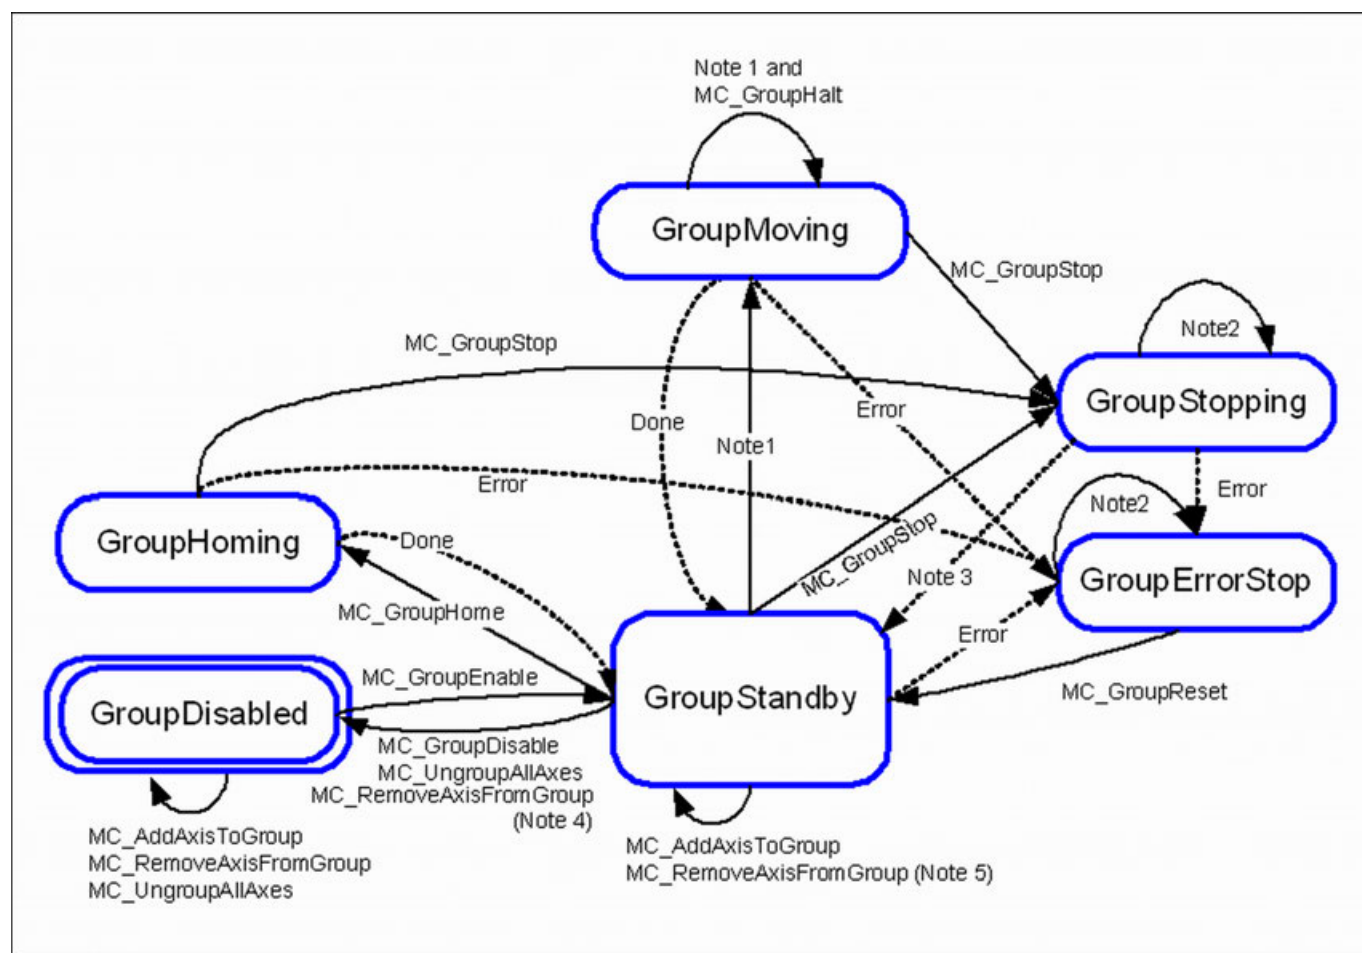 Note 1 and
MC_GroupHalt
GroupMoving
MC_GroupStop
Note2
MC_GroupStop
GroupStopping
Error
Done
Note1
Error
Error
Note2
GroupHoming
Done
MC_GroupStop
Note 3
GroupErrorStop
MC_GroupHome
Error
MC_GroupEnable
GroupStandby
MC_GroupReset
GroupDisabled
MC_GroupDisable
MC_UngroupAllAxes
MC_RemoveAxisFromGroup
(Note 4)
MC_AddAxisToGroup
MC_RemoveAxisFromGroup
MC_UngroupAllAxes
MC_AddAxisToGroup
MC_RemoveAxisFromGroup (Note 5)